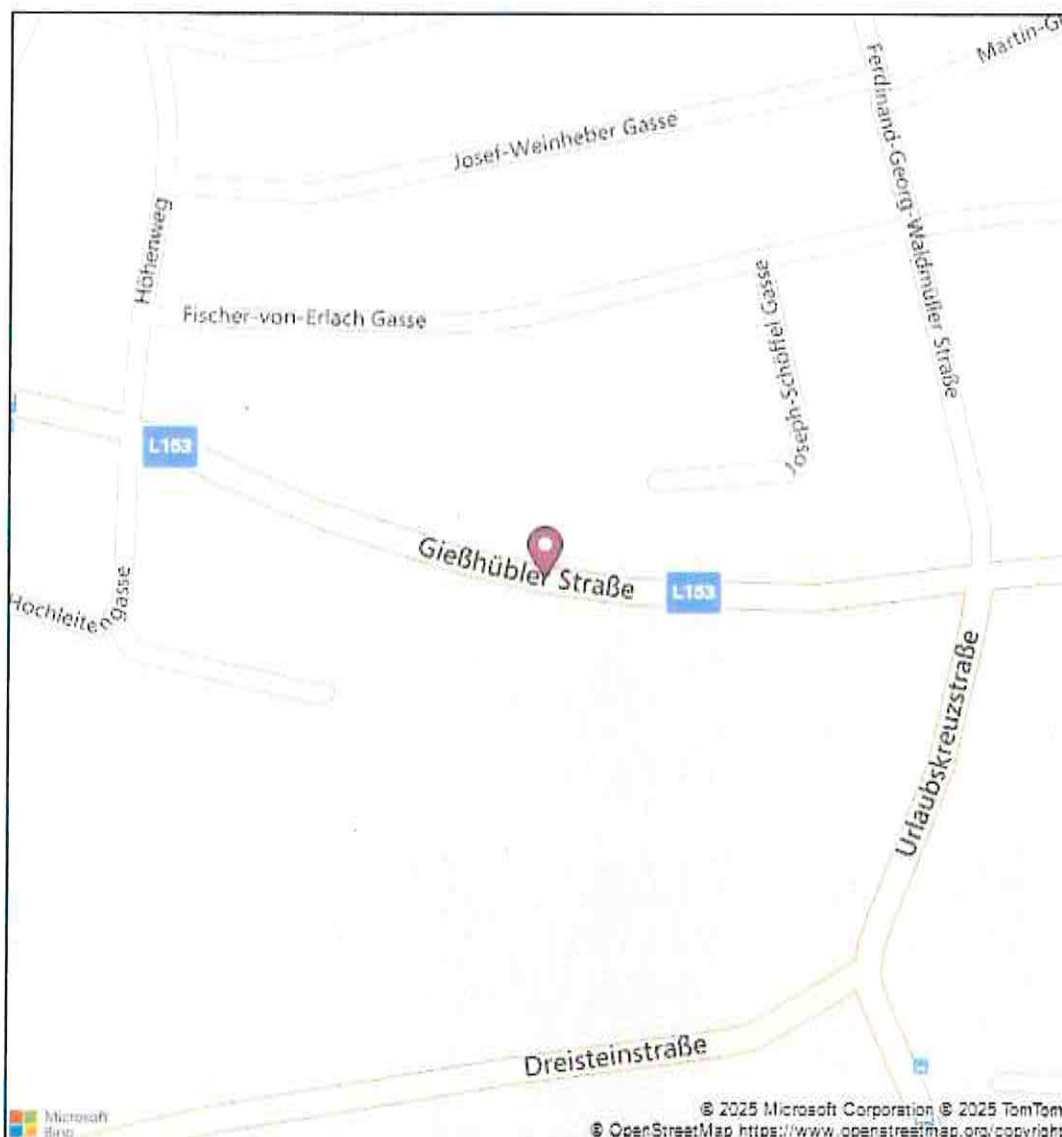 Martin-G
Ferdinand-Georg-Waldmüller Straße
Josef-Weinheber Gasse
Höhenweg
Joseph-Schöffel Gasse
Fischer-von-Erlach Gasse
L153
Gießhübler Straße
L153
Hochleitengasse
Urlaubskreuzstraße
Dreisteinstraße
Microsoft
Bing
© 2025 Microsoft Corporation © 2025 TomTom
© OpenStreetMap https://www.openstreetmap.org/copyright